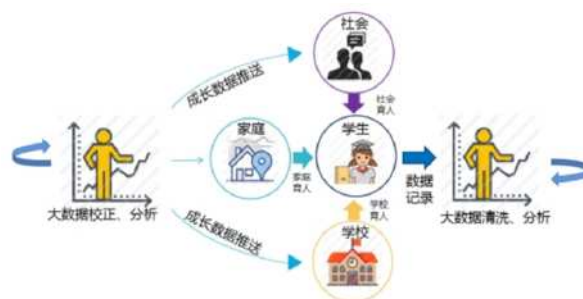 社会
成长数据推送
社会
育人
家庭
学生
家庭
育人
数据
记录
大数据校正、分析
大数据清洗、分析
学校
育人
成长数据推送
学校